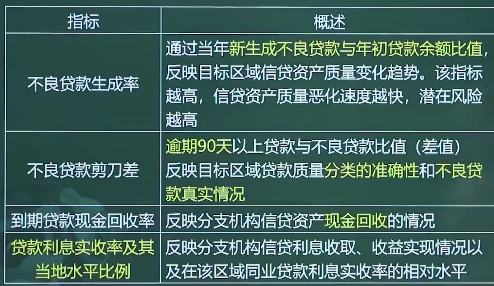 指标
概述
不良贷款生成率
通过当年新生成不良贷款与年初贷款余额比值，
反映目标区域信贷资产质量变化趋势。该指标
越高，信贷资产质量恶化速度越快，潜在风险
越高
不良贷款剪刀差
逾期90天以上贷款与不良贷款比值（差值）
反映目标区域贷款质量分类的准确性和不良贷
款真实情况
到期贷款现金回收率
反映分支机构信贷资产现金回收的情况
贷款利息实收率及其
当地水平比例
反映分支机构信贷利息收取、收益实现情况以
及在该区域同业贷款利息实收率的相对水平